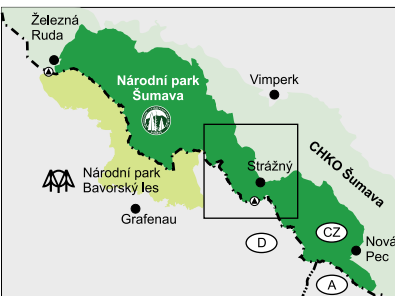 Železná
Ruda
Národní park
Šumava
Vimperk
CHKO Šumava
Strážný
Národní park
Bavorský les
Grafenau
D
CZ
Nová
Pec
A